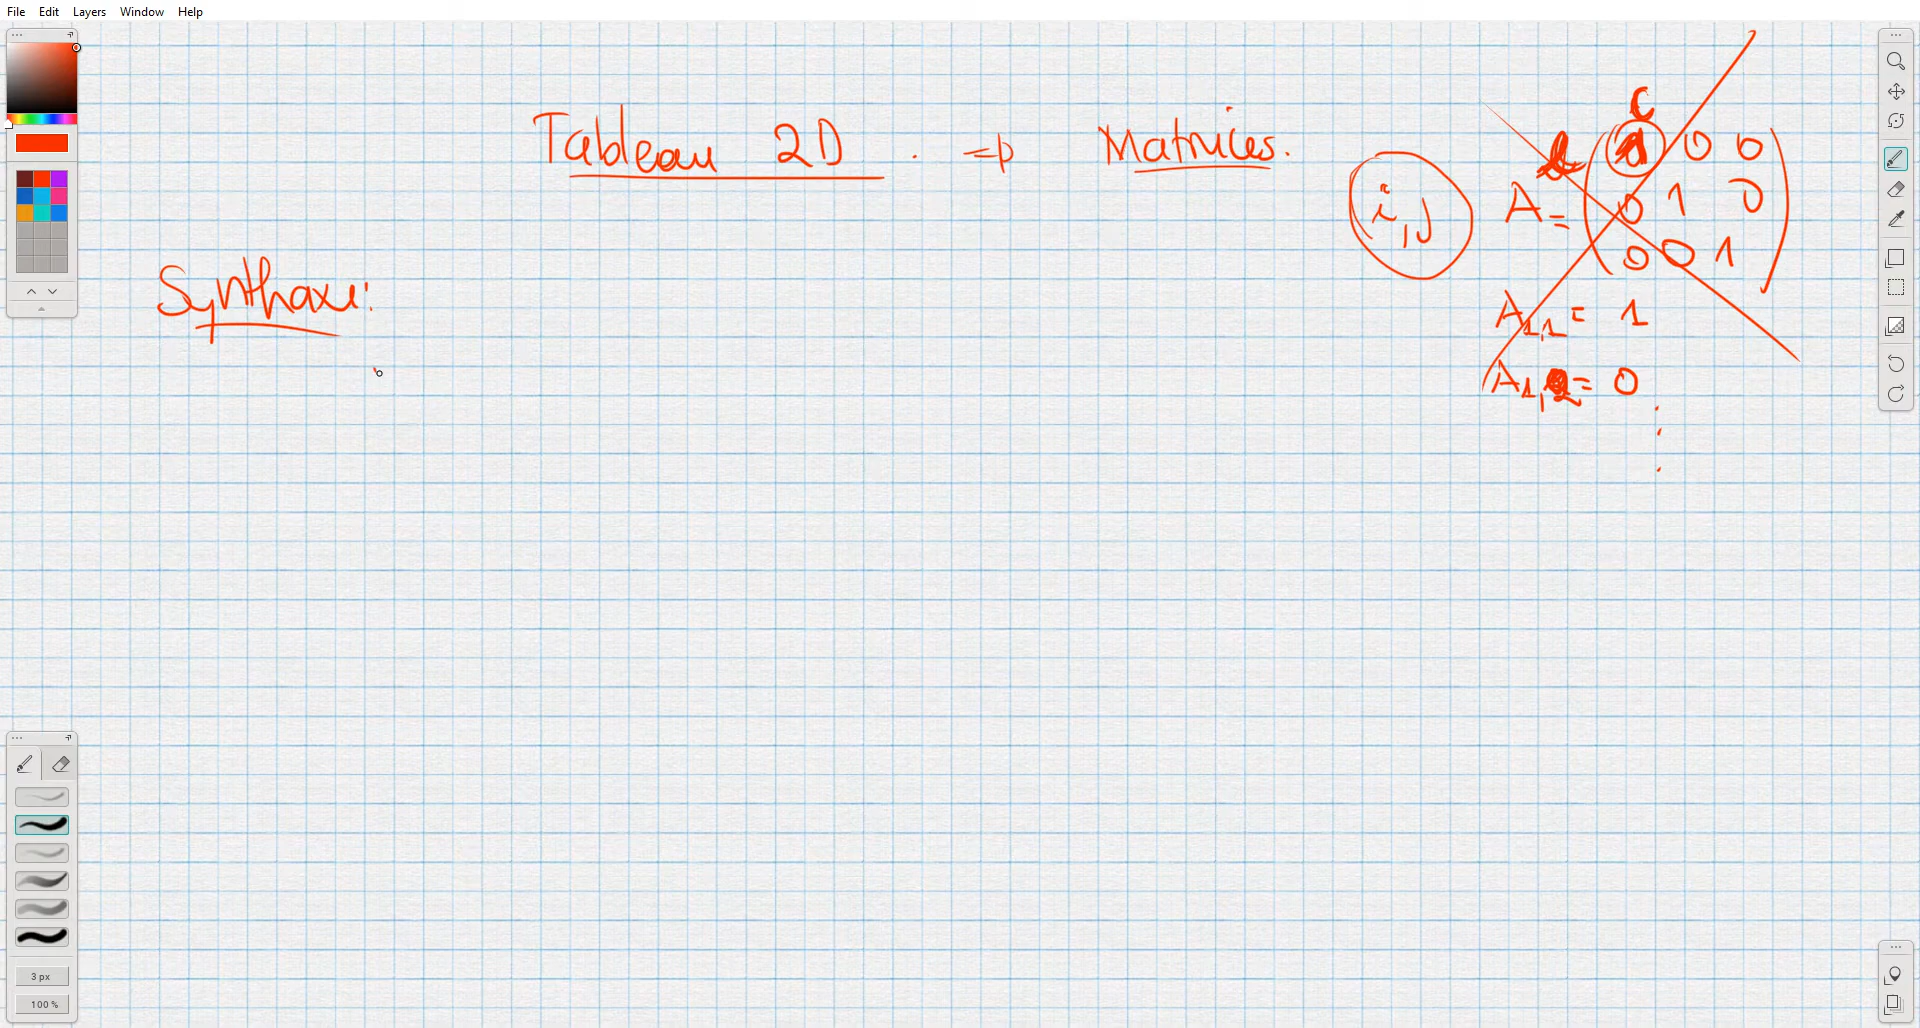 File Edit Layers Window Help
Tableau 2D . => Matrices.
C
1 0 0
i,j A = 0 1 0
0 0 1
Synthaxe:
A1,1 = 1
A1,2 = 0
3 px
100 %